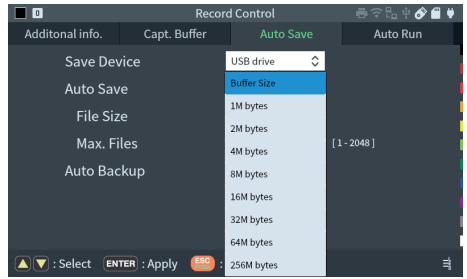 0 Record Control
Additonal info. Capt. Buffer Auto Save Auto Run
Save Device USB drive
Auto Save Buffer Size
File Size 1M bytes
2M bytes
Max. Files 4M bytes [ 1 - 2048 ]
Auto Backup 8M bytes
16M bytes
32M bytes
64M bytes
: Select ENTER : Apply ESC : 256M bytes